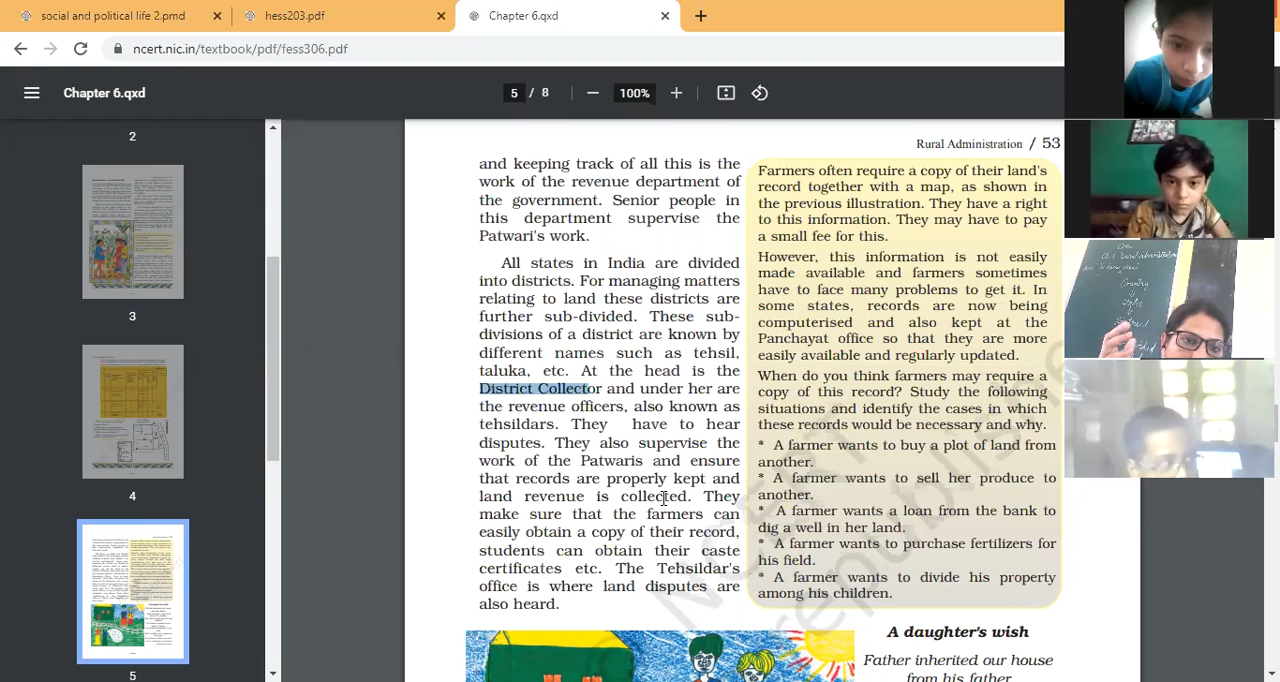 social and political life 2.pmd
hess203.pdf
Chapter 6.qxd
ncert.nic.in/textbook/pdf/fess306.pdf
Chapter 6.qxd
5 / 8
100%
2
3
4
5
Rural Administration / 53
and keeping track of all this is the
work of the revenue department of
the government. Senior people in
this department supervise the
Patwari's work.
All states in India are divided
into districts. For managing matters
relating to land these districts are
further sub-divided. These sub-
divisions of a district are known by
different names such as tehsil,
taluka, etc. At the head is the
District Collector and under her are
the revenue officers, also known as
tehsildars. They have to hear
disputes. They also supervise the
work of the Patwaris and ensure
that records are properly kept and
land revenue is collected. They
make sure that the farmers can
easily obtain a copy of their record,
students can obtain their caste
certificates etc. The Tehsildar's
office is where land disputes are
also heard.
Farmers often require a copy of their land's
record together with a map, as shown in
the prevous illustration. They have a right
to this information. They may have to pay
a small fee for this.
However, this information is not easily
made available and farmers sometimes
have to face many problems to get it. In
some states, records are now being
computerised and also kept at the
Panchayat office so that they are more
easily available and regularly updated.
When do you think farmers may require a
copy of this record? Study the following
situations and identify the cases in which
these records would be necessary and why.
* A farmer wants to buy a plot of land from
another.
* A farmer wants to sell her produce to
another.
* A farmer wants a loan from the bank to
dig a well in her land.
* A farmer wants to purchase fertilizers for
his field.
* A farmer wants to divide his property
among his children.
A daughter's wish
Father inherited our house
from his father
Country